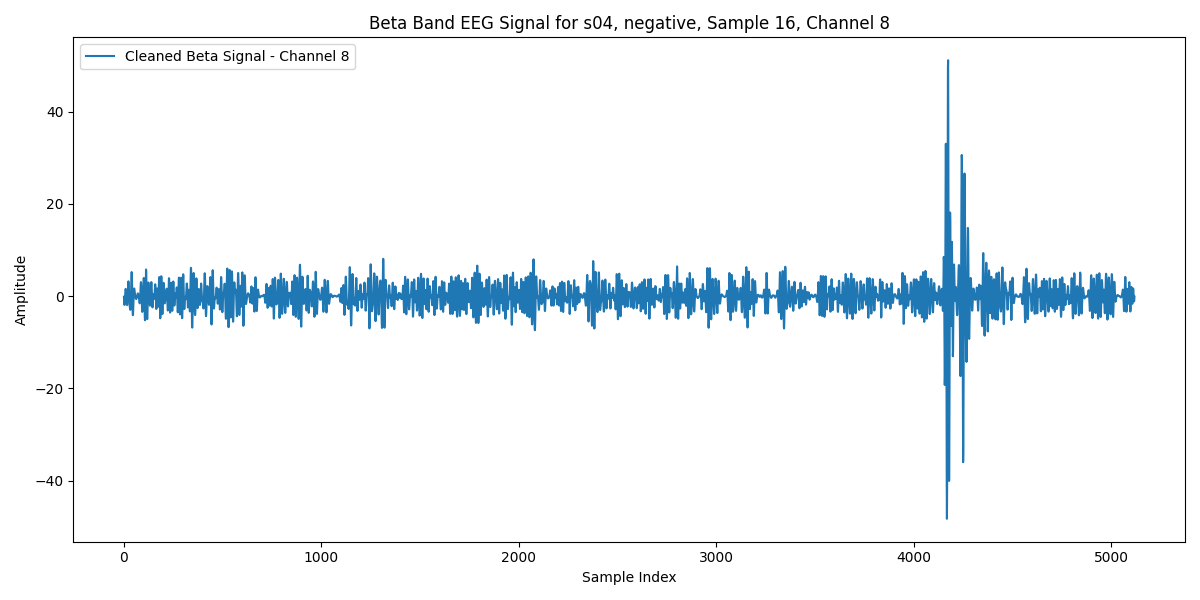 Beta Band EEG Signal for s04, negative, Sample 16, Channel 8
Cleaned Beta Signal - Channel 8
40
20
0
−20
−40
Amplitude
0 1000 2000 3000 4000 5000
Sample Index